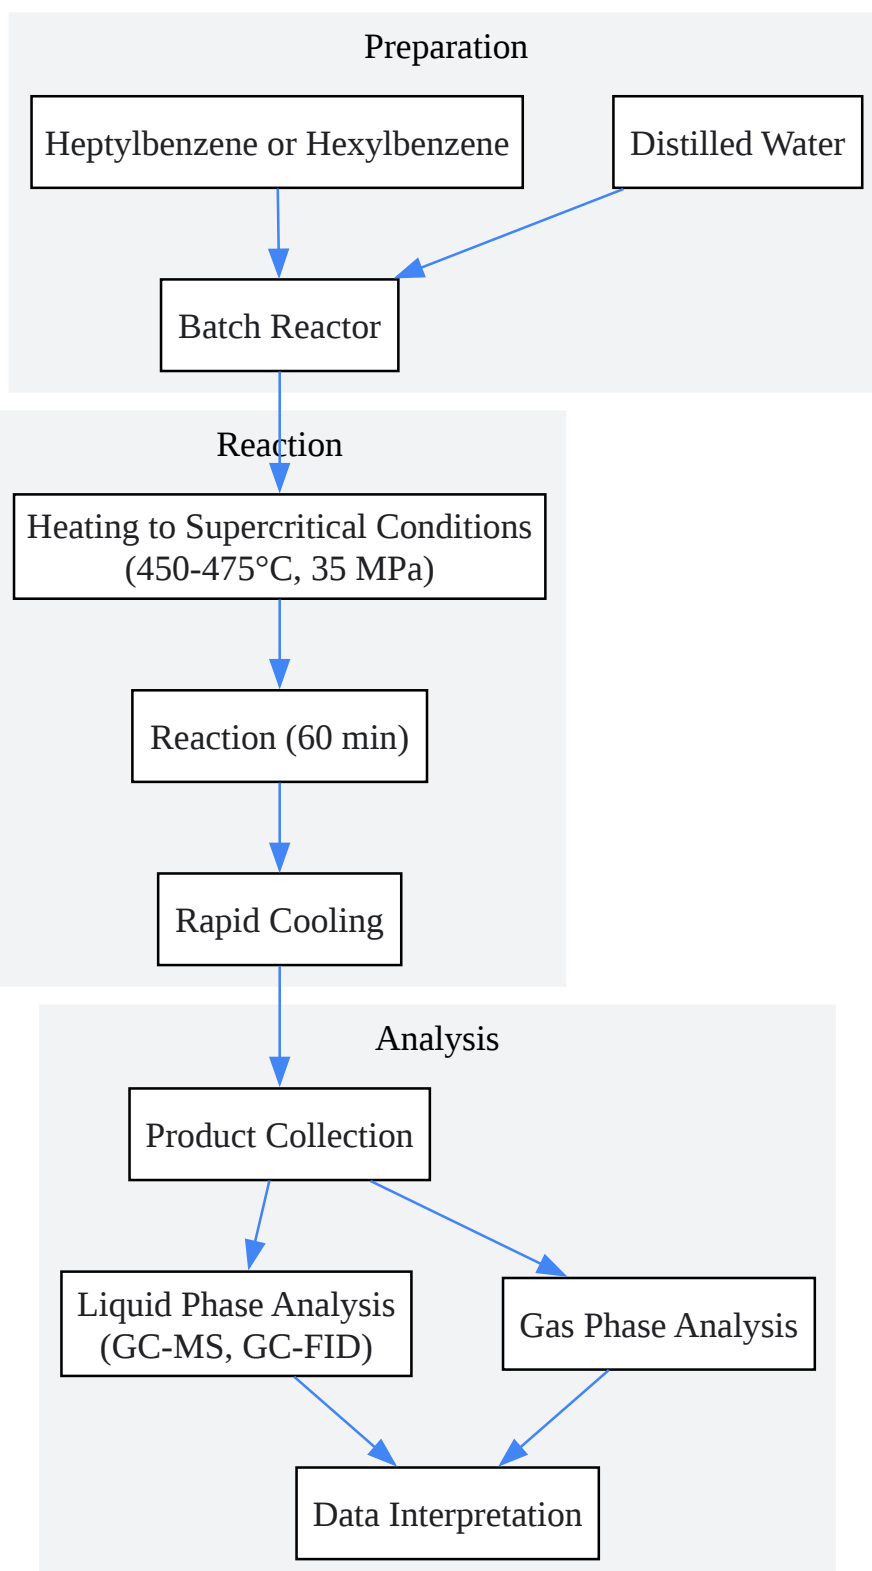 Preparation
Heptylbenzene or Hexylbenzene
Distilled Water
Batch Reactor
Reaction
Heating to Supercritical Conditions
(450-475°C, 35 MPa)
Reaction (60 min)
Rapid Cooling
Analysis
Product Collection
Liquid Phase Analysis
(GC-MS, GC-FID)
Gas Phase Analysis
Data Interpretation